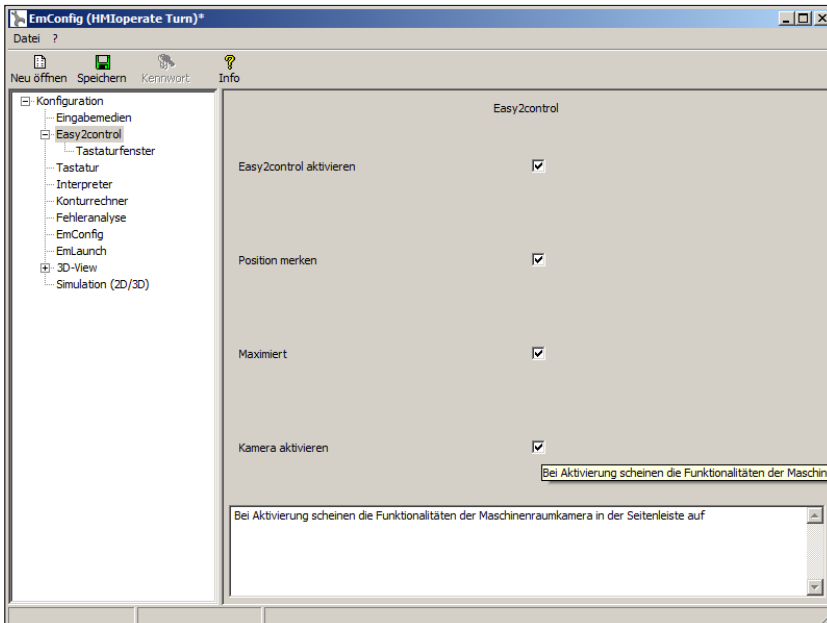 EmConfig (HMIoperate Turn)*
Datei ?
Neu öffnen Speichern Kennwort Info
Konfiguration
Eingabemedien
Easy2control
Tastaturfenster
Tastatur
Interpreter
Konturrechner
Fehleranalyse
EmConfig
EmLaunch
3D-View
Simulation (2D/3D)
Easy2control
Easy2control aktivieren
Position merken
Maximiert
Kamera aktivieren
Bei Aktivierung scheinen die Funktionalitäten der Maschin
Bei Aktivierung scheinen die Funktionalitäten der Maschinenraumkamera in der Seitenleiste auf